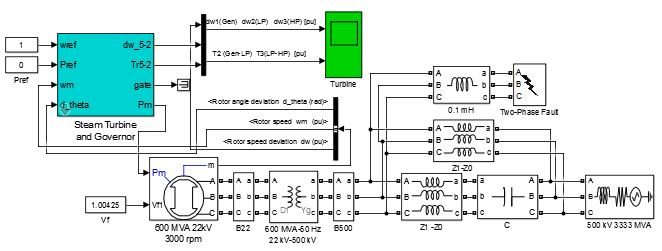 dw1(Gen) dw2(LP) dw3(HP) [pu]
1
wref
dw_5-2
T2 (Gen-LP) T3(LP-HP) [pu]
0
Pref
Tr5-2
Pref
wm
gate
Turbine
d_theta
Pm
<Rotor angle deviation d_theta (rad)>
Steam Turbine
and Governor
<Rotor speed wm (pu)>
<Rotor speed deviation dw (pu)>
A
a
A
B
b
B
C
c
C
0.1 mH
Two-Phase Fault
A
a
B
b
C
c
Z1-Z0
Pm
m
A
B
C
1.00425
Vf1
Vf
600 MVA 22kV
3000 rpm
A
a
B
b
C
c
B22
A
a
B
b
C
c
D1
Yg
600 MVA-60 Hz
22 kV-500 kV
A
a
B
b
C
c
B500
A
a
B
b
C
c
Z1 -Z0
A
a
B
b
C
c
C
A
B
C
500 kV 3333 MVA